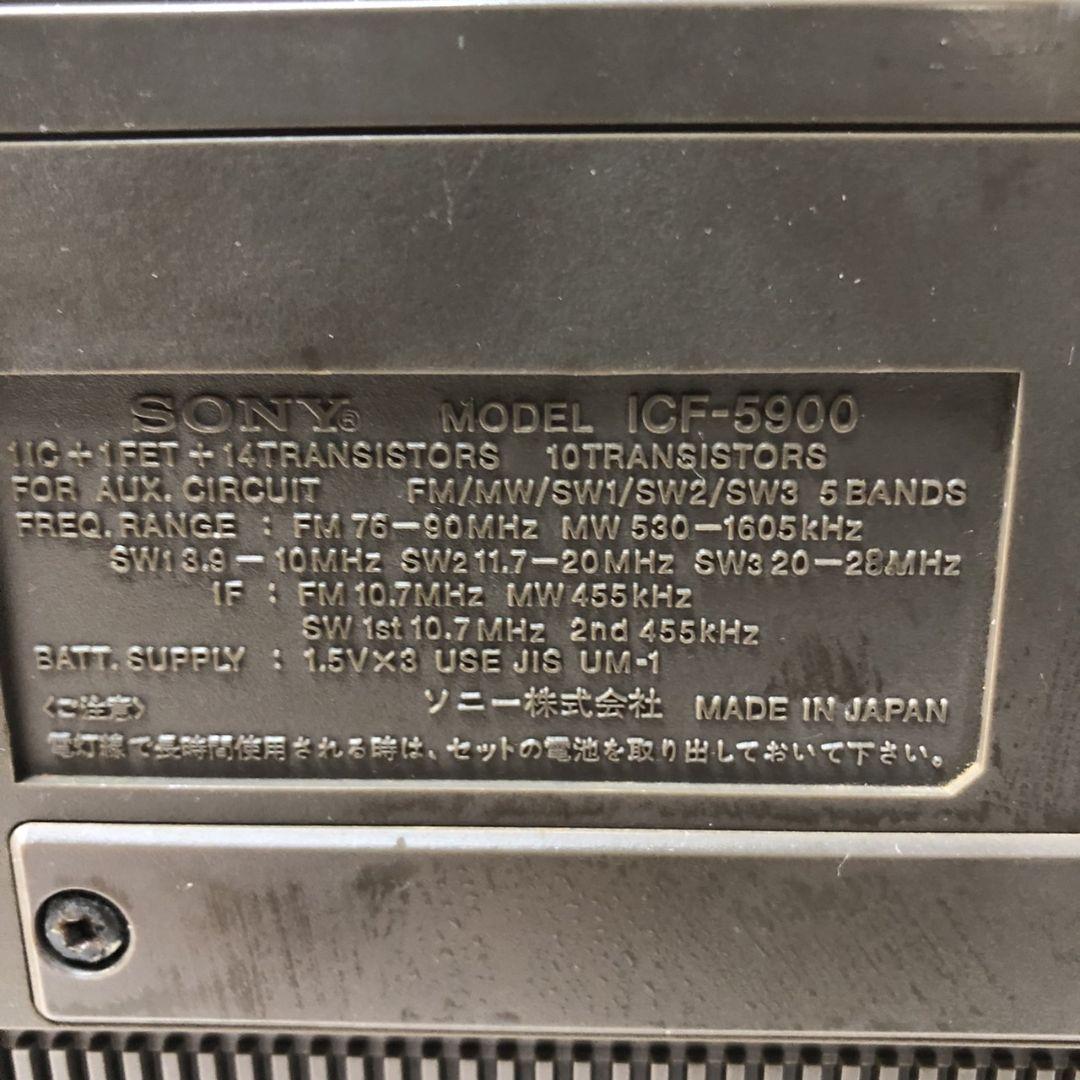 SONY® MODEL ICF-5900
1IC+1FET+14TRANSISTORS 10TRANSISTORS
FOR AUX. CIRCUIT FM/MW/SW1/SW2/SW3 5BANDS
FREQ. RANGE : FM 76-90MHz MW 530-1605kHz
SW1 3.9-10MHz SW2 11.7-20MHz SW3 20-28MHz
IF : FM 10.7MHz MW 455kHz
SW 1st 10.7MHz 2nd 455kHz
BATT. SUPPLY : 1.5V×3 USE JIS UM-1
〈ご注意〉 ソニー株式会社 MADE IN JAPAN
電灯線で長時間使用される時は、セットの電池を取り出しておいて下さい。